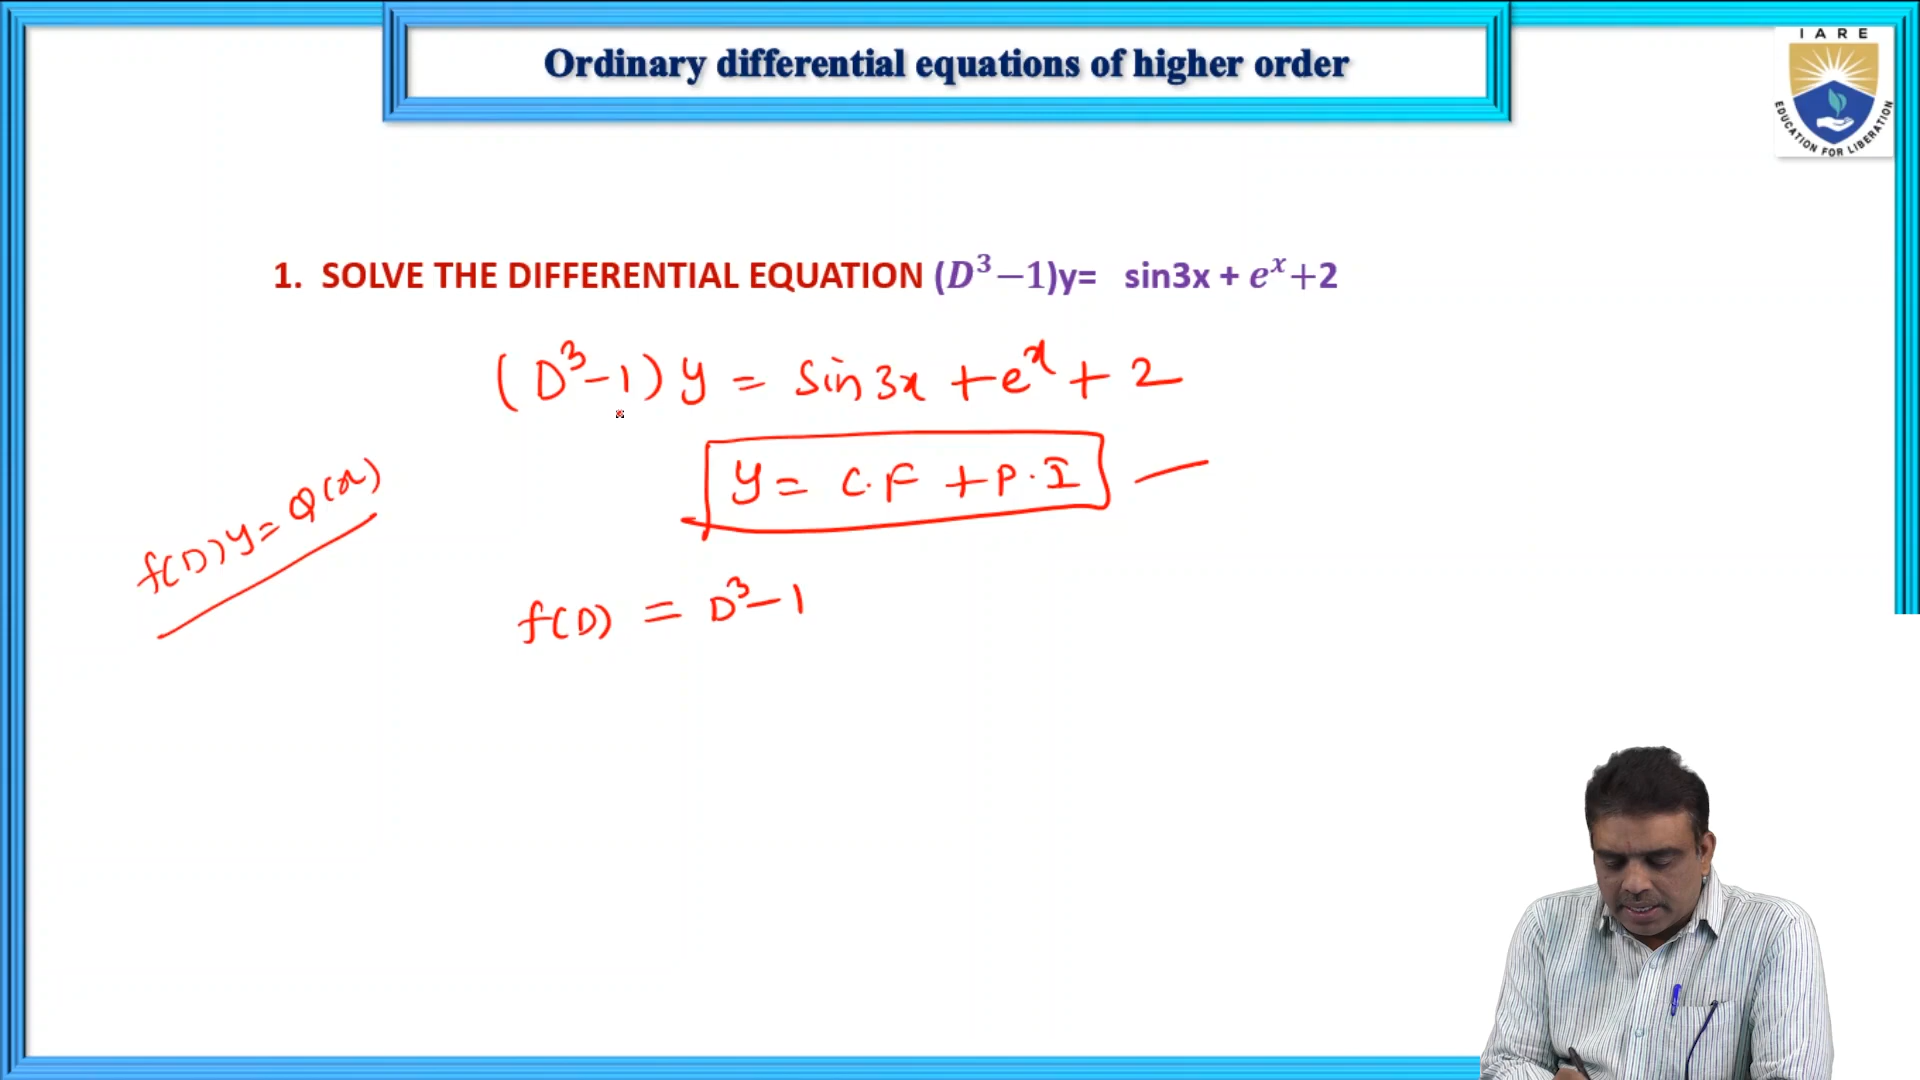 Ordinary differential equations of higher order
I A R E
EDUCATION FOR LIBERATION
1. SOLVE THE DIFFERENTIAL EQUATION (D³−1)y= sin3x + eˣ+2
(D³-1) y = Sin 3x + eˣ + 2
y = C.F + P.I
f(D) y = Q(x)
f(D) = D³-1